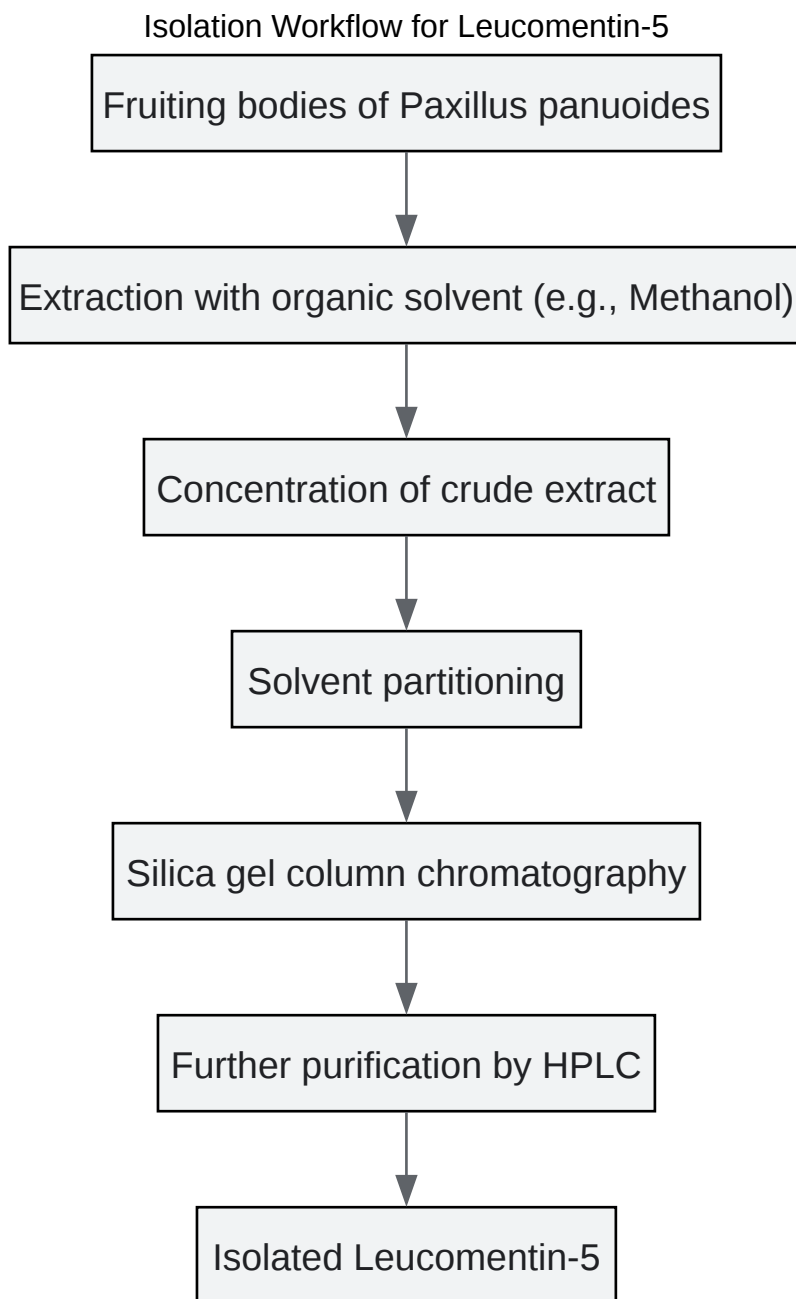 Isolation Workflow for Leucomentin-5
Fruiting bodies of Paxillus panuoides
Extraction with organic solvent (e.g., Methanol)
Concentration of crude extract
Solvent partitioning
Silica gel column chromatography
Further purification by HPLC
Isolated Leucomentin-5